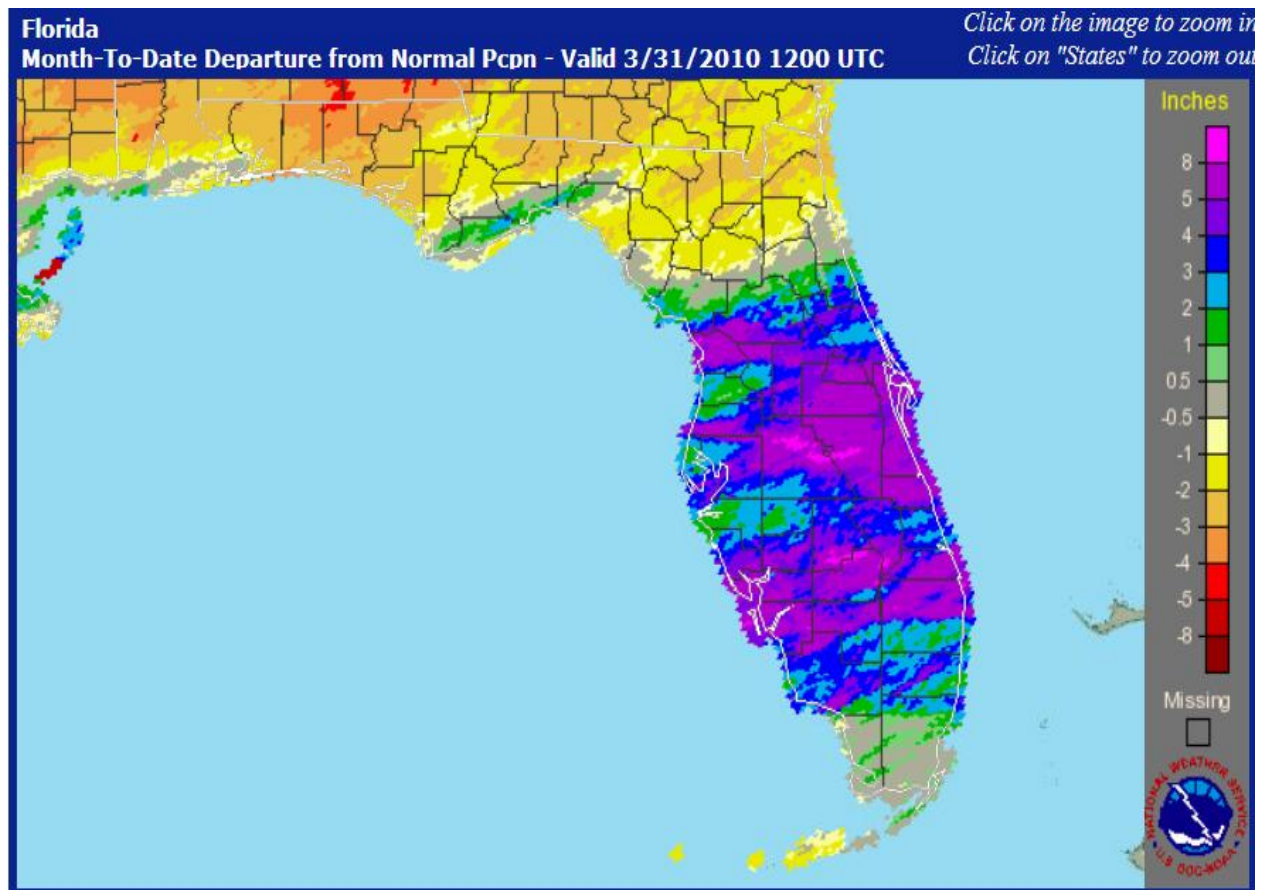 Florida
Month-To-Date Departure from Normal Pcpn - Valid 3/31/2010 1200 UTC
Click on the image to zoom in
Click on "States" to zoom out
Inches
8
5
4
3
2
1
0.5
-0.5
-1
-2
-3
-4
-5
-8
Missing
NATIONAL WEATHER SERVICE
U.S. DOC-NOAA